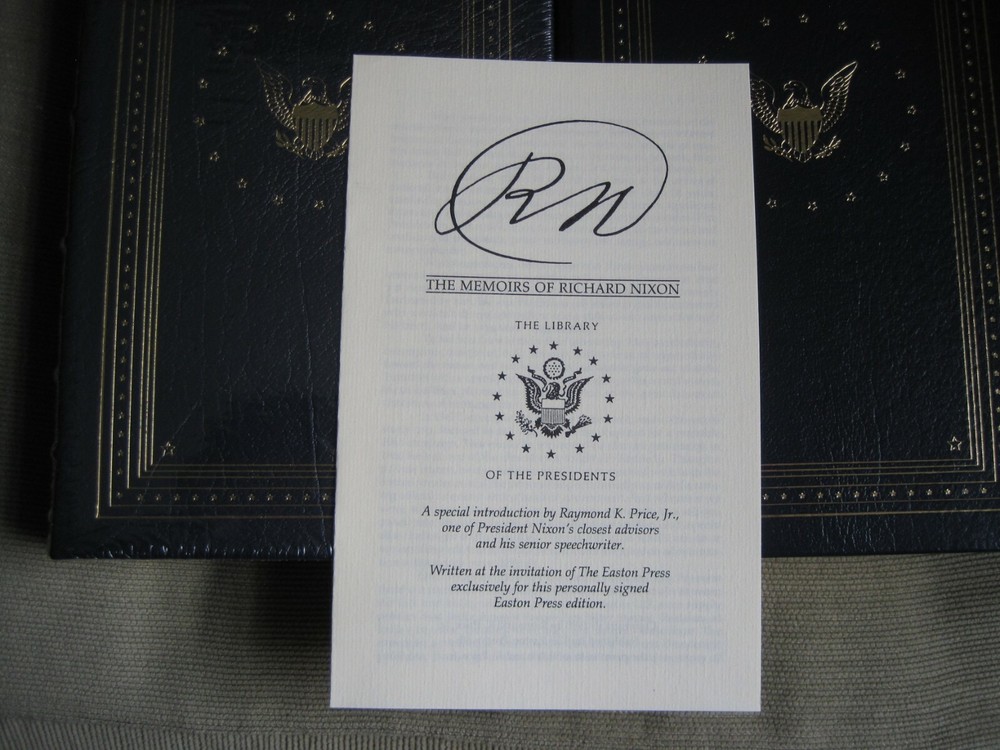 RN
THE MEMOIRS OF RICHARD NIXON
THE LIBRARY
OF THE PRESIDENTS
A special introduction by Raymond K. Price, Jr.,
one of President Nixon's closest advisors
and his senior speechwriter.
Written at the invitation of The Easton Press
exclusively for this personally signed
Easton Press edition.